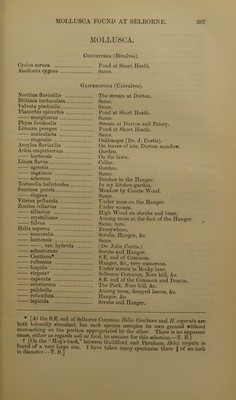 MOLLUSCA FOUND AT SELBORNE. 367
MOLLUSCA.
CONCHIFERA (Bivalves).
Cyclas cornea ........ Pond at Short Heath.
Anodonta cygnea ........ Same.
GASTEROPODA (Univalves).
Neritina fluviatilis ........ The stream at Dorton.
Bithinia tentaculata ........ Same.
Valvata piscinalis ........ Same.
Planorbis spirorbis ........ Pond at Short Heath.
—— marginatus ........ Same.
Physa fontinalis ........ Stream at Dorton and Priory.
Limnæa peregra ........ Pond at Short Heath.
—— auricularia ........ Same.
—— stagnalis ........ Oakhanger (Dr. J. Curtis).
Ancylus fluviatilis ........ On leaves of iris, Dorton meadow.
Arion empiricorum ........ Garden.
—— hortensis ........ On the lawn.
Limax flavus ........ Cellar.
—— agrestis ........ Garden.
—— maximus ........ Same.
—— arboreus ........ Beeches in the Hanger.
Testacella haliotoidea ........ In my kitchen garden.
Succinea putris ........ Meadow by Combe Wood.
—— elegans ........ Same.
Vitrina pellucida ........ Under moss on the Hanger.
Zonites cellarius ........ Under stones.
—— alliarius ........ High Wood on shrubs and trees.
—— crystallinus ........ Among moss at the foot of the Hanger.
—— fulvus ........ Same, rare.
Helix aspersa ........ Everywhere.
—— nemoralis ........ Scrubs, Hanger, &c.
—— hortensis ........ Same.
—— —— var. hybrida ........ (Dr. John Curtis.)
—— arbustorum ........ Scrubs and Hanger.
—— Cantiana* ........ S.E. end of Common.
—— rufescens ........ Hanger, &c., very numerous.
—— hispida ........ Under stones in Rocky lane.
—— virgata† ........ Selborne Common, Nore hill, &c.
—— caperata ........ S.E. end of the Common and Dorton.
—— ericetorum ........ The Park, Nore hill, &c.
—— pulchella ........ Among moss, decayed leaves, &c.
—— rotundata ........ Hanger, &c.
—— lapicida ........ Scrubs and Hanger.
* [At the S.E. end of Selborne Common Helix Cantiana and H. caperata are
both tolerably abundant, but each species occupies its own ground without
encroaching on the portion appropriated by the other. There is no apparent
cause, either as regards soil or food, to account for this selection.—T. B.]
† [On the "Hog's-back," between Guildford and Farnham, Helix virgata is
found of a very large size. I have taken many specimens there ¾ of an inch
in diameter.—T. B.]